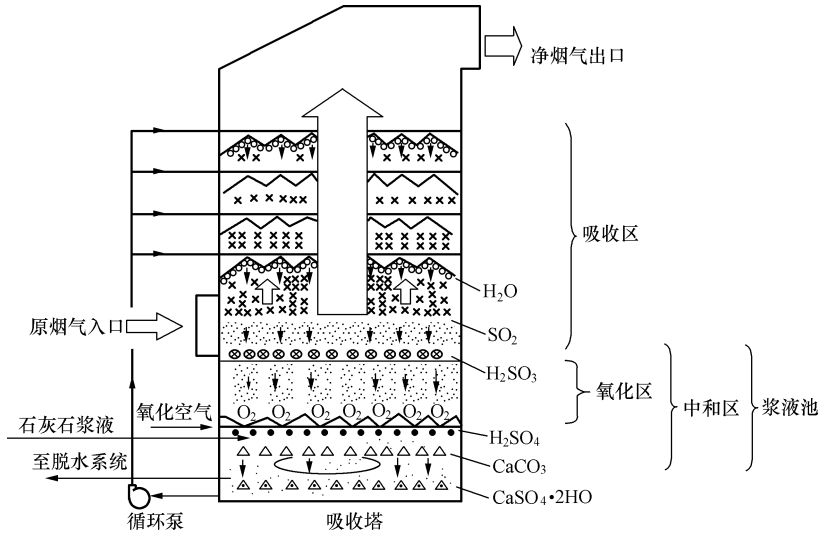 净烟气出口
吸收区
H₂O
原烟气入口
SO₂
H₂SO₃
氧化区
中和区
浆液池
O₂ O₂ O₂ O₂ O₂ O₂ O₂
氧化空气
石灰石浆液
H₂SO₄
至脱水系统
CaCO₃
CaSO₄•2HO
循环泵
吸收塔